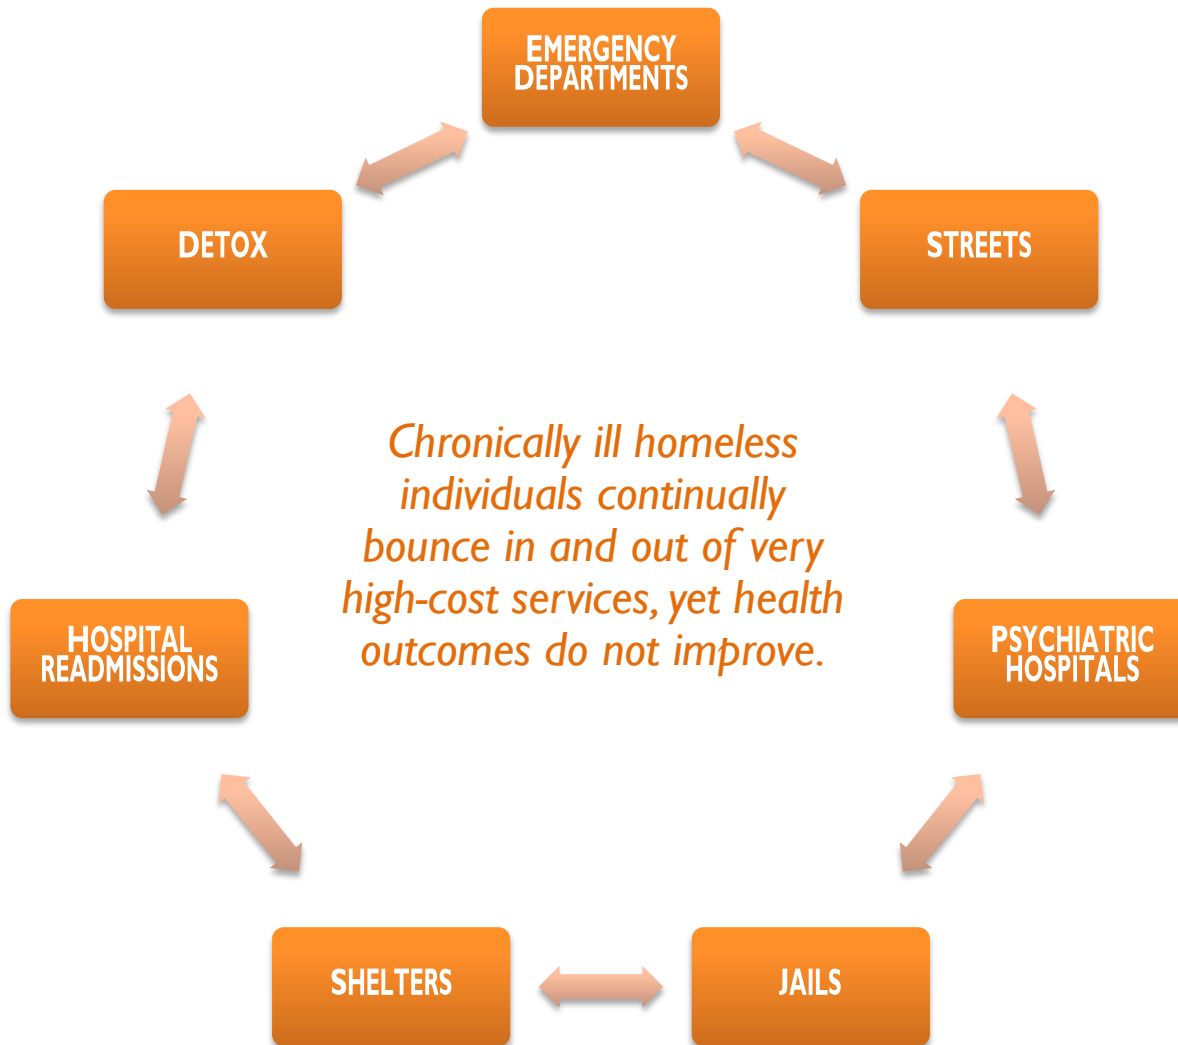 EMERGENCY
DEPARTMENTS
DETOX
STREETS
Chronically ill homeless
individuals continually
bounce in and out of very
high-cost services, yet health
outcomes do not improve.
HOSPITAL
READMISSIONS
PSYCHIATRIC
HOSPITALS
SHELTERS
JAILS